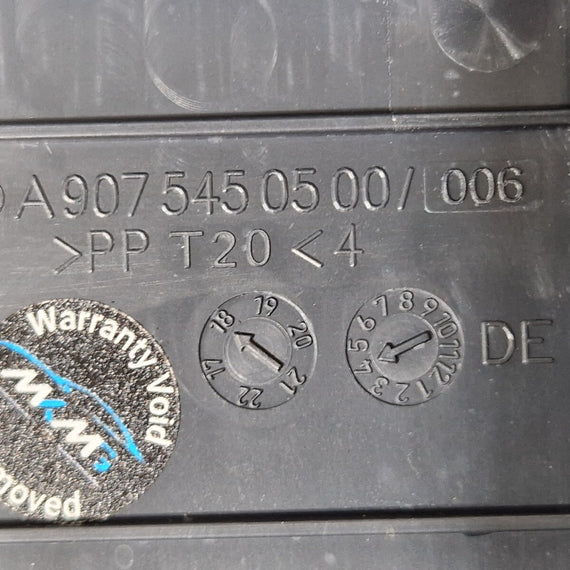 A 907 545 05 00/ 006
>PP T20 <4
17 18 19 20 21 22
1 2 3 4 5 6 7 8 9 10 11 12
DE
Warranty Void